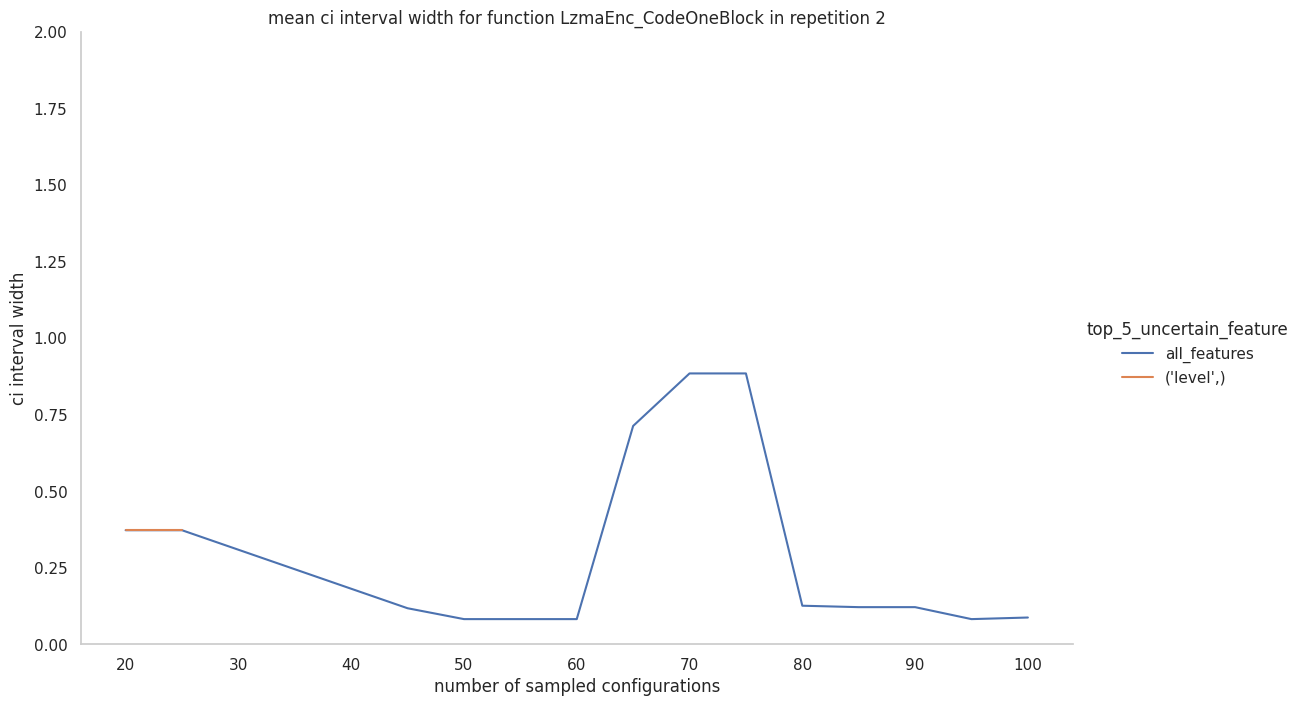 mean ci interval width for function LzmaEnc_CodeOneBlock in repetition 2
2.00
1.75
1.50
1.25
1.00
0.75
0.50
0.25
0.00
ci interval width
20 30 40 50 60 70 80 90 100
number of sampled configurations
top_5_uncertain_feature
all_features
('level',)